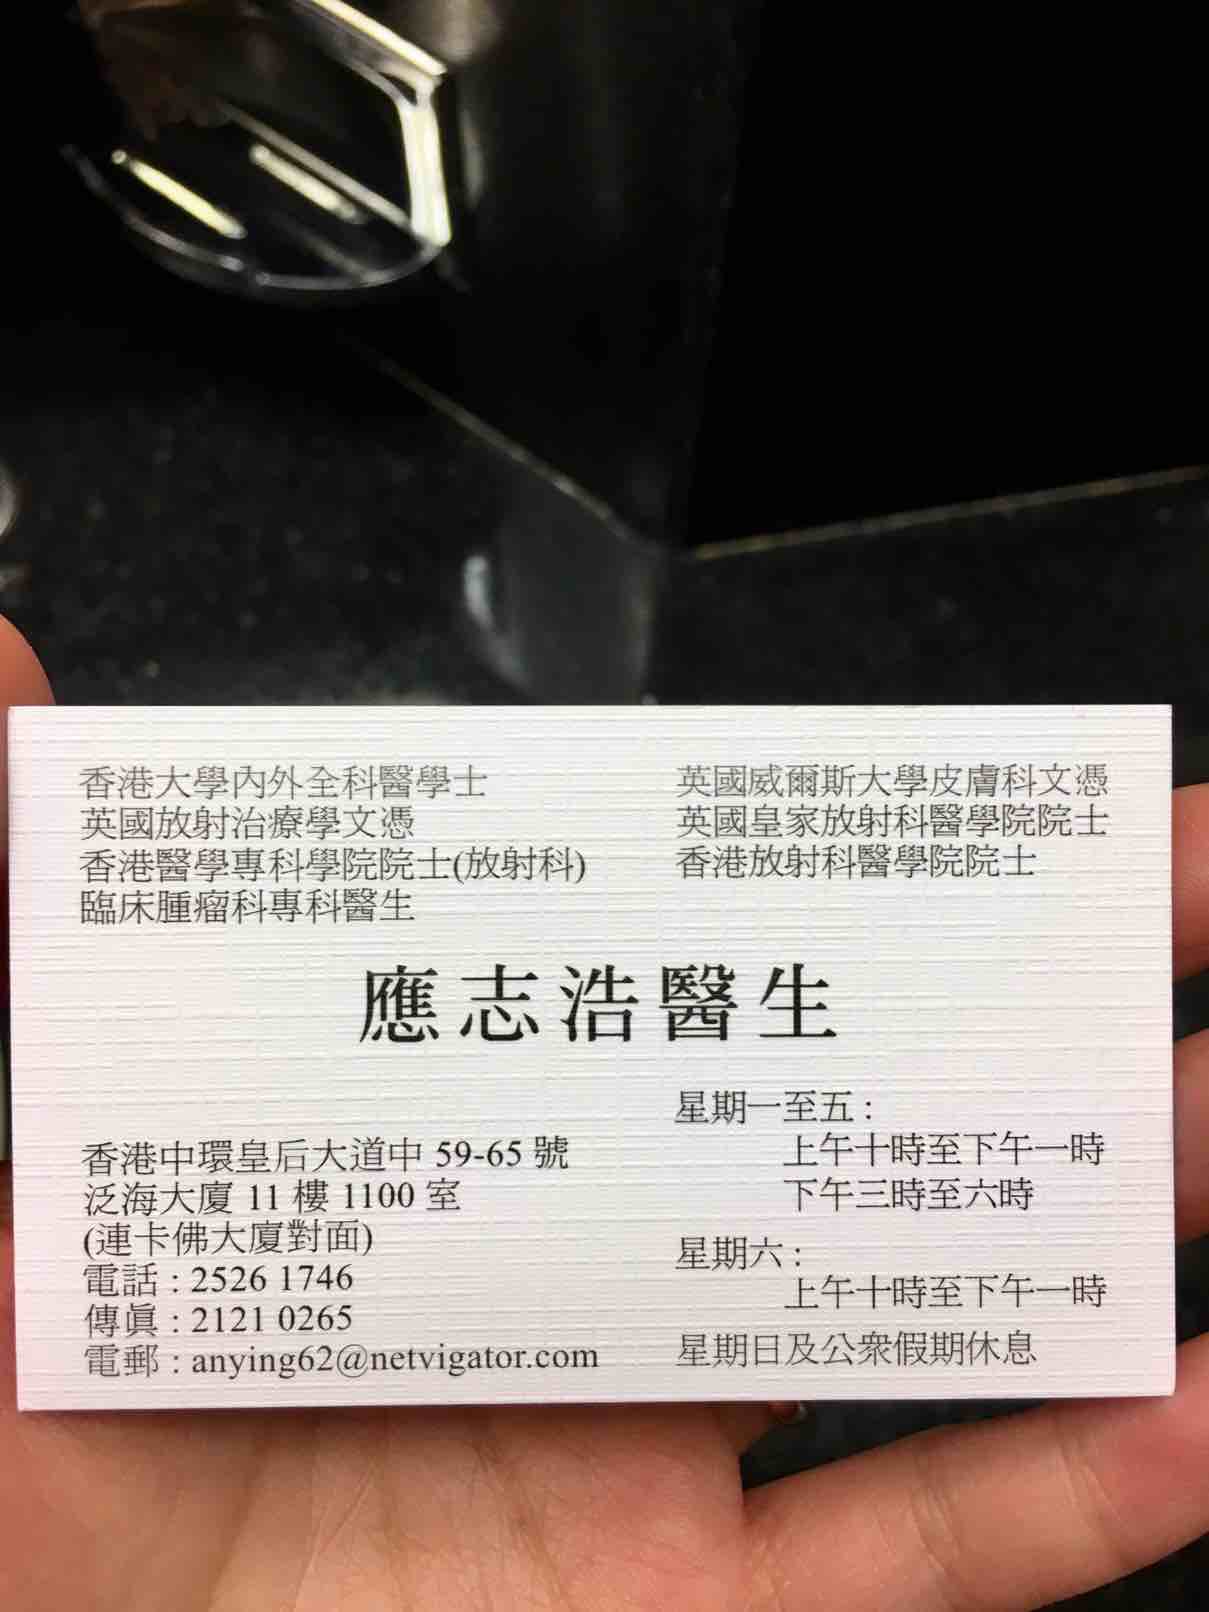 香港大學內外全科醫學士
英國放射治療學文憑
香港醫學專科學院院士(放射科)
臨床腫瘤科專科醫生
英國威爾斯大學皮膚科文憑
英國皇家放射科醫學院院士
香港放射科醫學院院士
應志浩醫生
香港中環皇后大道中 59-65 號
泛海大廈 11 樓 1100 室
(連卡佛大廈對面)
電話 : 2526 1746
傳眞 : 2121 0265
電郵 : anying62@netvigator.com
星期一至五 :
上午十時至下午一時
下午三時至六時
星期六 :
上午十時至下午一時
星期日及公衆假期休息